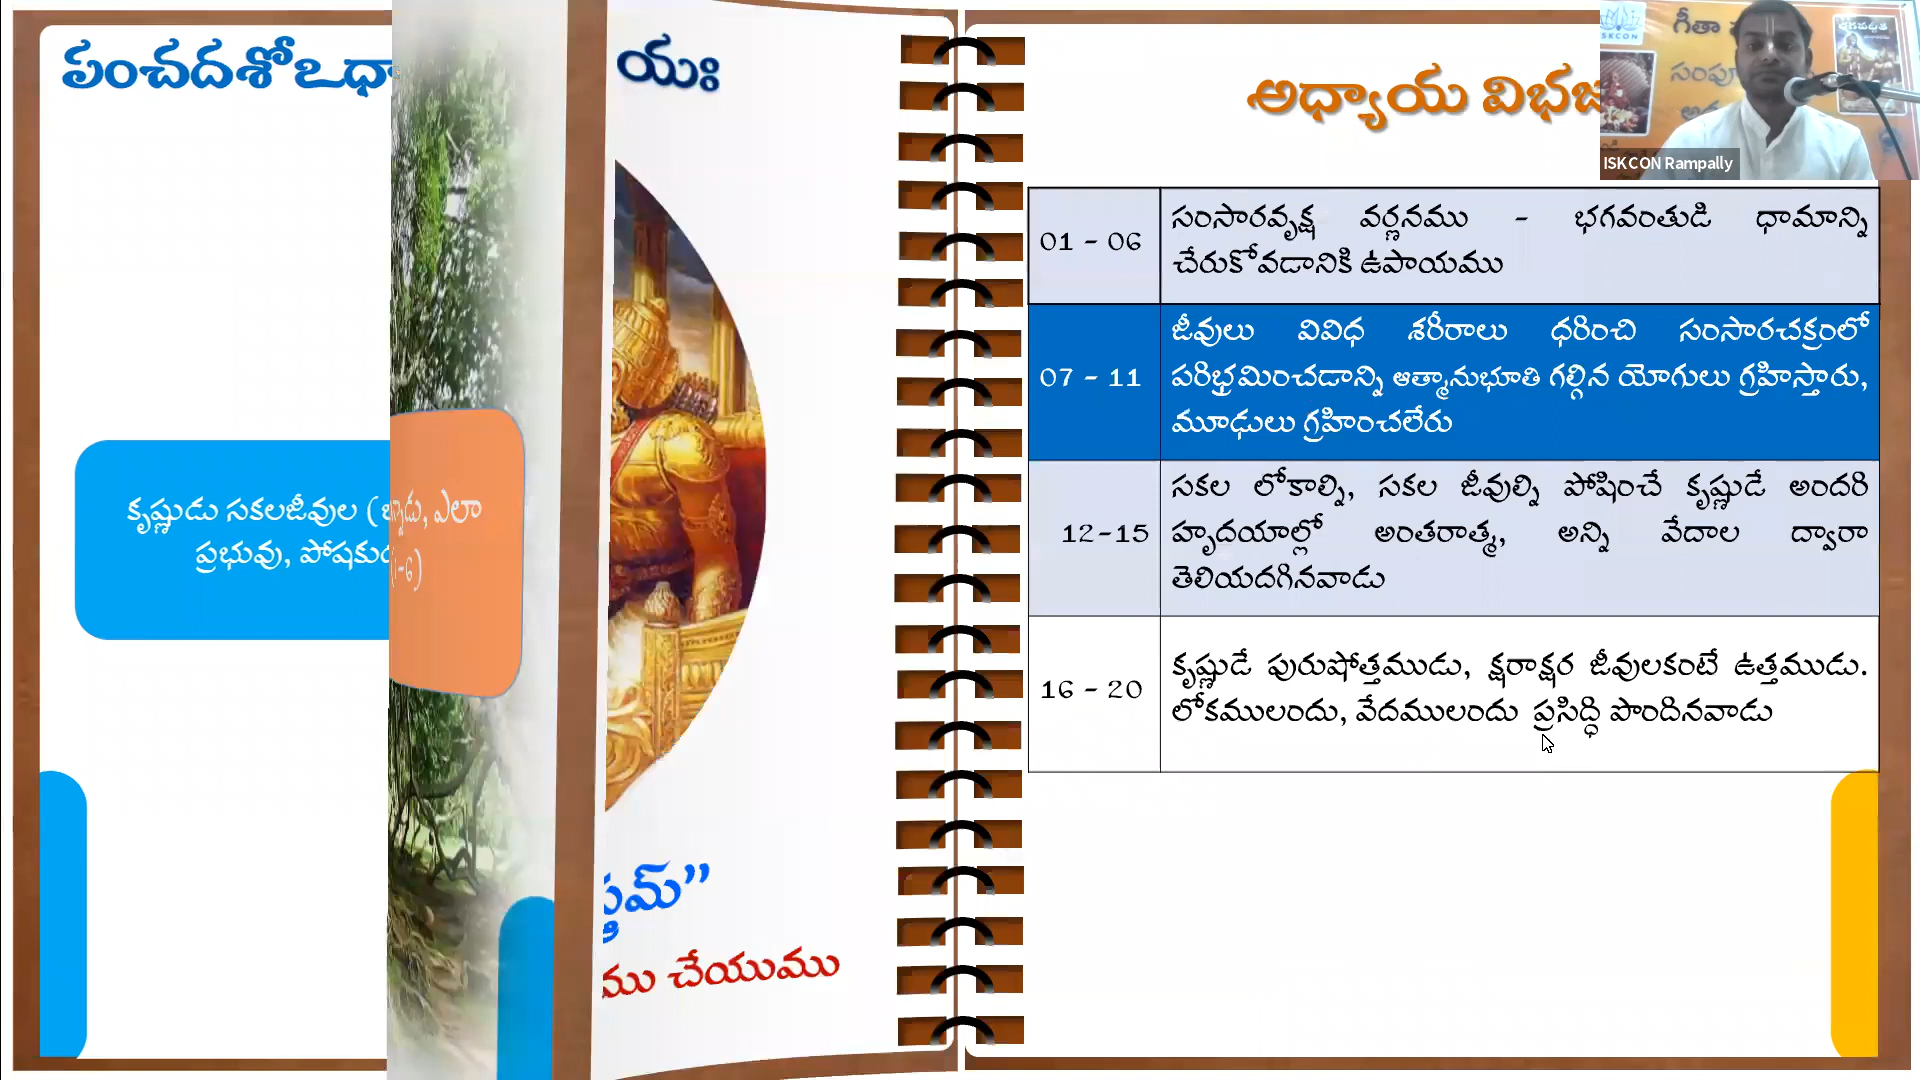 పంచదశోఽధ్యా
యః
కృష్ణుడు సకలజీవుల
ప్రభువు, పోషకు
ఎలా
మ్”
ము చేయుము
గీతా
ISKCON
ISKCON Rampally
అధ్యాయ విభజ
01 - 06
సంసారవృక్ష వర్ణనము - భగవంతుడి ధామాన్ని
చేరుకోవడానికి ఉపాయము
07 - 11
జీవులు వివిధ శరీరాలు ధరించి సంసారచక్రంలో
పరిభ్రమించడాన్ని ఆత్మానుభూతి గల్గిన యోగులు గ్రహిస్తారు,
మూఢులు గ్రహించలేరు
12-15
సకల లోకాల్ని, సకల జీవుల్ని పోషించే కృష్ణుడే అందరి
హృదయాల్లో అంతరాత్మ, అన్ని వేదాల ద్వారా
తెలియదగినవాడు
16 - 20
కృష్ణుడే పురుషోత్తముడు, క్షరాక్షర జీవులకంటే ఉత్తముడు.
లోకములందు, వేదములందు ప్రసిద్ధి పొందినవాడు